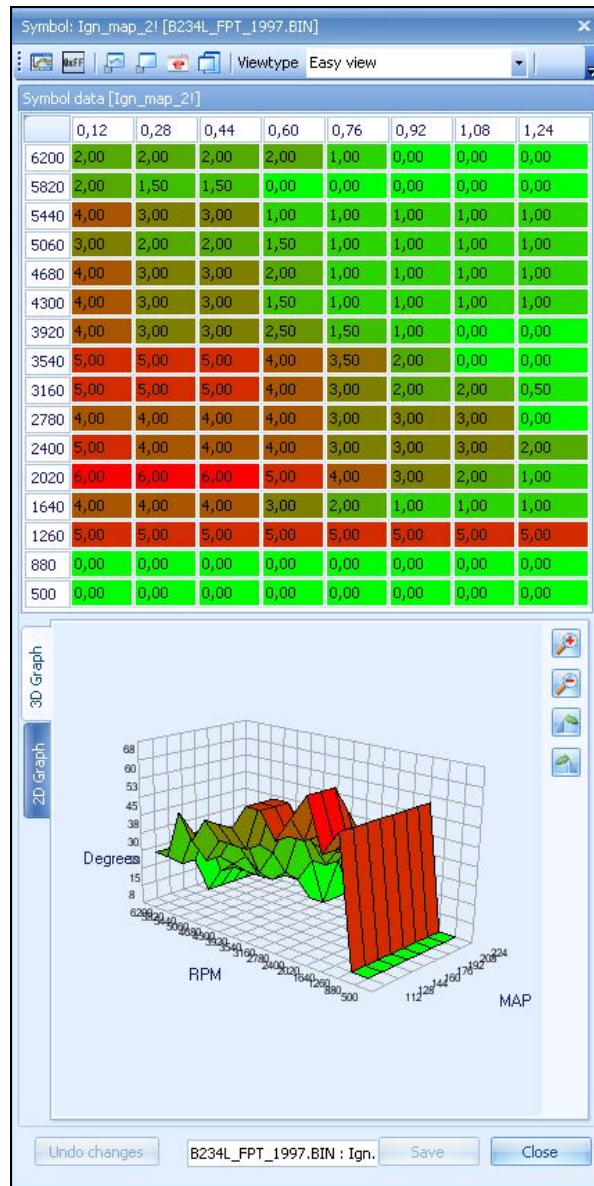 Symbol: Ign_map_2! [B234L_FPT_1997.BIN]
0xFF Viewtype Easy view
Symbol data [Ign_map_2!]
0,12 0,28 0,44 0,60 0,76 0,92 1,08 1,24
6200 2,00 2,00 2,00 2,00 1,00 0,00 0,00 0,00
5820 2,00 1,50 1,50 0,00 0,00 0,00 0,00 0,00
5440 4,00 3,00 3,00 1,00 1,00 1,00 1,00 1,00
5060 3,00 2,00 2,00 1,50 1,00 1,00 1,00 1,00
4680 4,00 3,00 3,00 2,00 1,00 1,00 1,00 1,00
4300 4,00 3,00 3,00 1,50 1,00 1,00 1,00 1,00
3920 4,00 3,00 3,00 2,50 1,50 1,00 0,00 0,00
3540 5,00 5,00 5,00 4,00 3,50 2,00 0,00 0,00
3160 5,00 5,00 5,00 4,00 3,00 2,00 2,00 0,50
2780 4,00 4,00 4,00 4,00 3,00 3,00 3,00 0,00
2400 5,00 4,00 4,00 4,00 3,00 3,00 3,00 2,00
2020 6,00 6,00 6,00 5,00 4,00 3,00 2,00 1,00
1640 4,00 4,00 4,00 3,00 2,00 1,00 1,00 1,00
1260 5,00 5,00 5,00 5,00 5,00 5,00 5,00 5,00
880 0,00 0,00 0,00 0,00 0,00 0,00 0,00 0,00
500 0,00 0,00 0,00 0,00 0,00 0,00 0,00 0,00
3D Graph
2D Graph
68
60
53
45
38
30
Degrees
15
8
5440 5060 3920 3540 3160 2780 2400 2020 1640 1260 880 500
RPM
112 128 144 160 176 192 208 224
MAP
Undo changes B234L_FPT_1997.BIN : Ign. Save Close